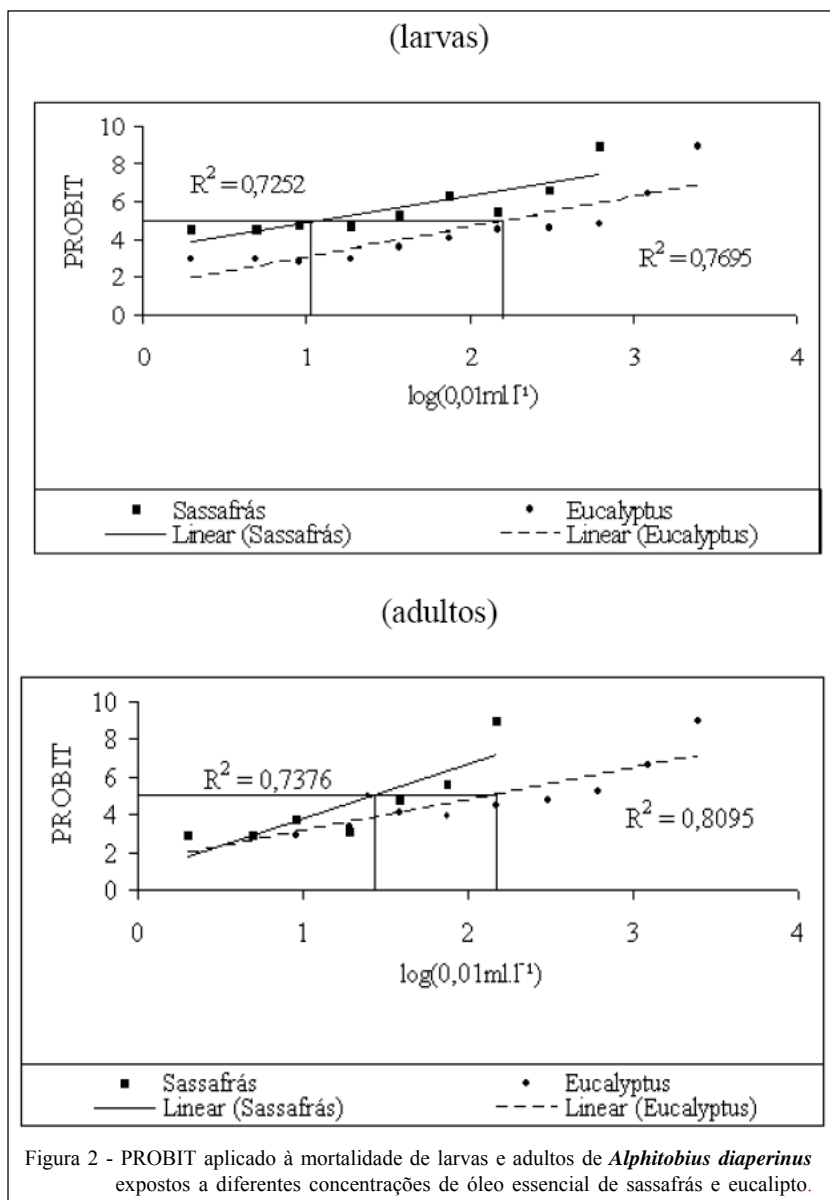 (larvas)
10
8
6
4
2
0
PROBIT
R² = 0,7252
R² = 0,7695
0 1 2 3 4
log(0,01ml.l⁻¹)
Sassafrás Eucalyptus
Linear (Sassafrás) Linear (Eucalyptus)
(adultos)
10
8
6
4
2
0
PROBIT
R² = 0,7376
R² = 0,8095
0 1 2 3 4
log(0,01ml.l⁻¹)
Sassafrás Eucalyptus
Linear (Sassafrás) Linear (Eucalyptus)
Figura 2 - PROBIT aplicado à mortalidade de larvas e adultos de Alphitobius diaperinus
expostos a diferentes concentrações de óleo essencial de sassafrás e eucalipto.